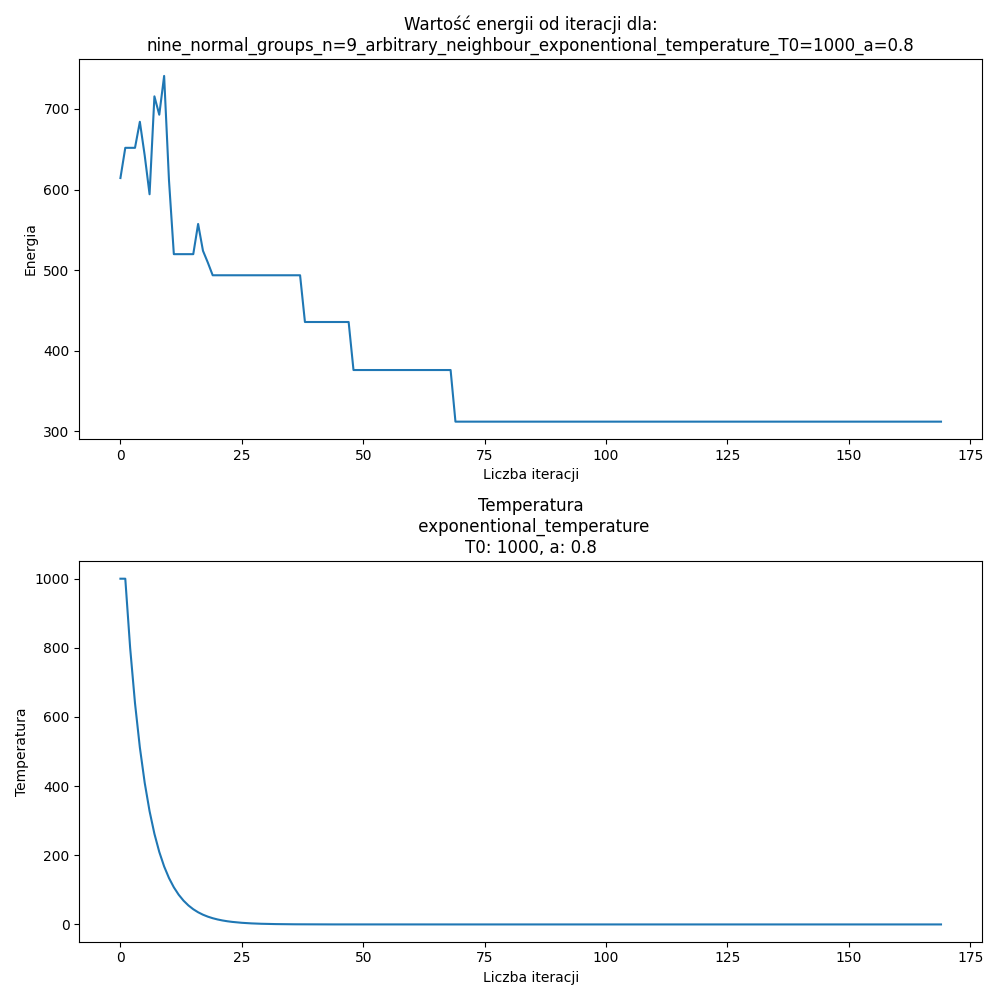 Wartość energii od iteracji dla:
nine_normal_groups_n=9_arbitrary_neighbour_exponentional_temperature_T0=1000_a=0.8
700
600
500
400
300
Energia
0 25 50 75 100 125 150 175
Liczba iteracji
Temperatura
exponentional_temperature
T0: 1000, a: 0.8
1000
800
600
400
200
0
Temperatura
0 25 50 75 100 125 150 175
Liczba iteracji